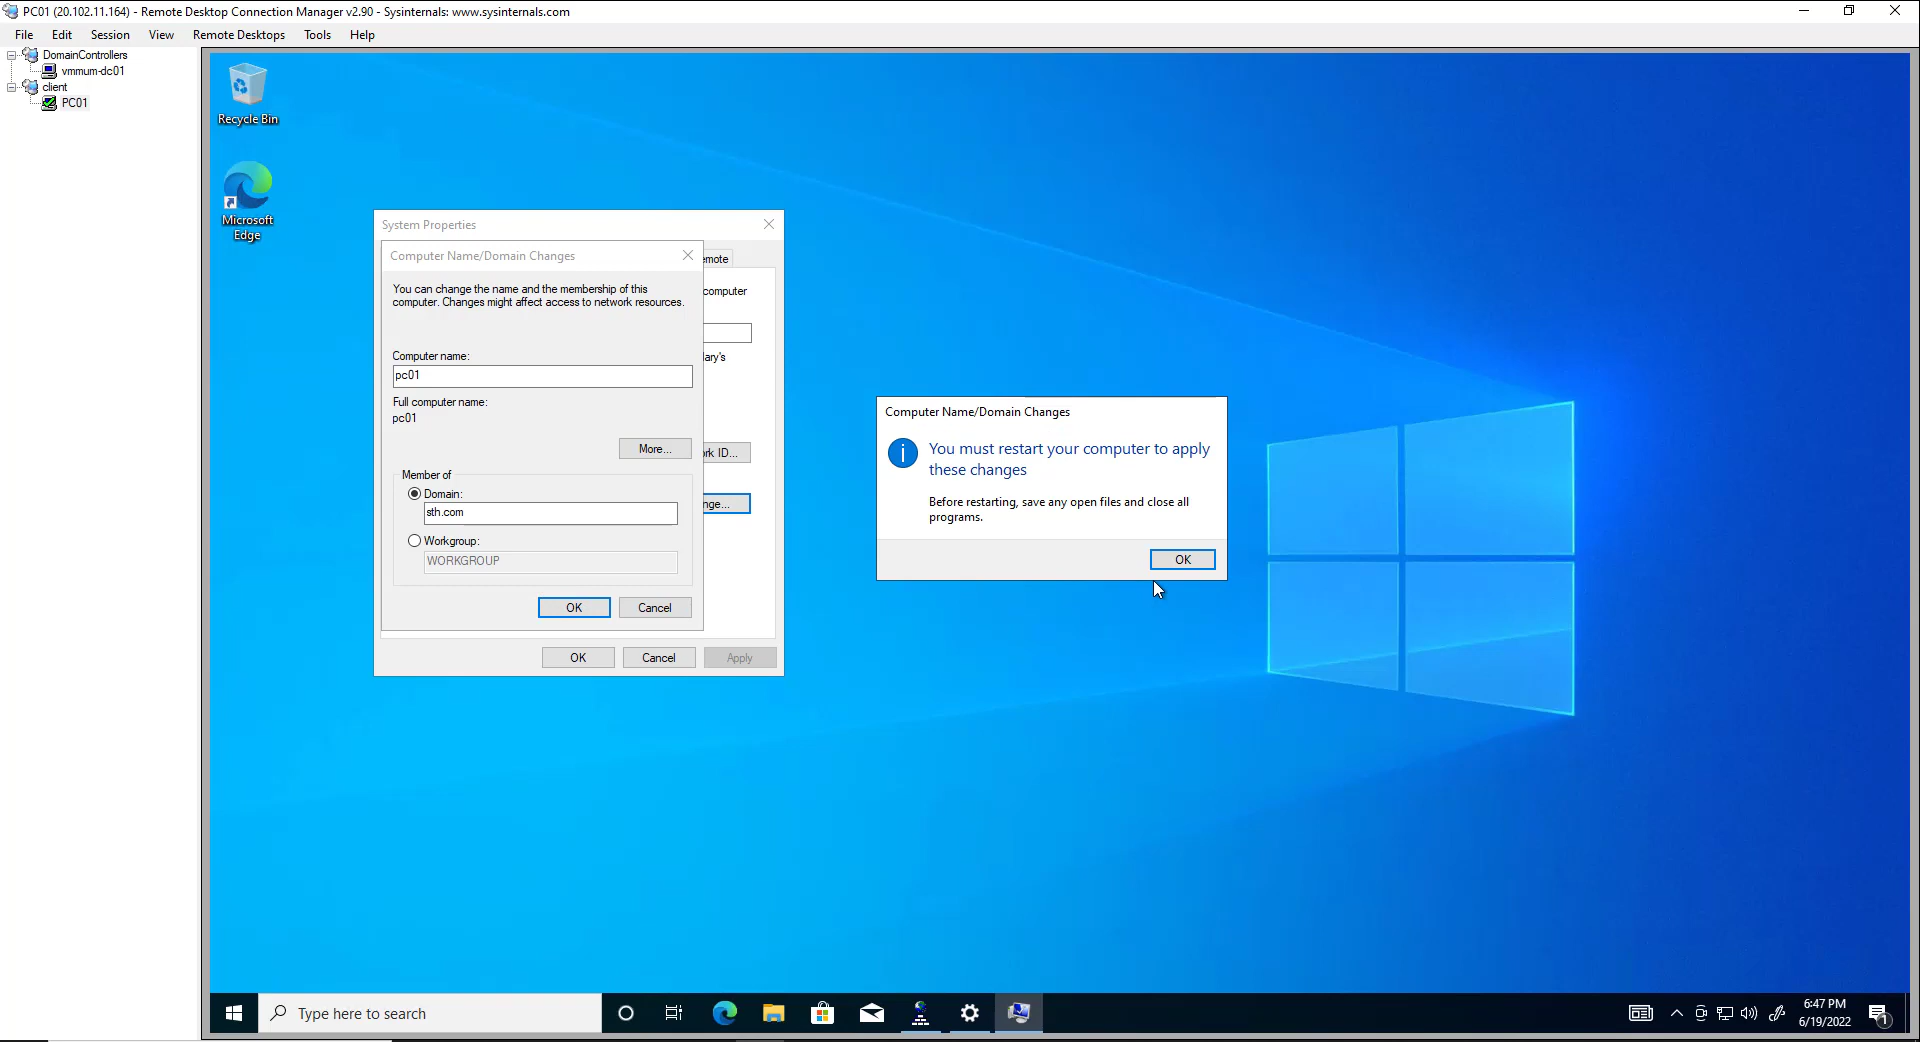 PC01 (20.102.11.164) - Remote Desktop Connection Manager v2.90 - Sysinternals: www.sysinternals.com
File Edit Session View Remote Desktops Tools Help
DomainControllers
vmmum-dc01
client
PC01
Recycle Bin
Microsoft
Edge
System Properties
Computer Name/Domain Changes
emote
You can change the name and the membership of this
computer. Changes might affect access to network resources.
computer
lary's
Computer name:
pc01
Full computer name:
pc01
More...
rk ID...
Member of
Domain:
sth.com
nge...
Workgroup:
WORKGROUP
OK Cancel
OK Cancel Apply
Computer Name/Domain Changes
You must restart your computer to apply
these changes
Before restarting, save any open files and close all
programs.
OK
Type here to search
6:47 PM
6/19/2022
1